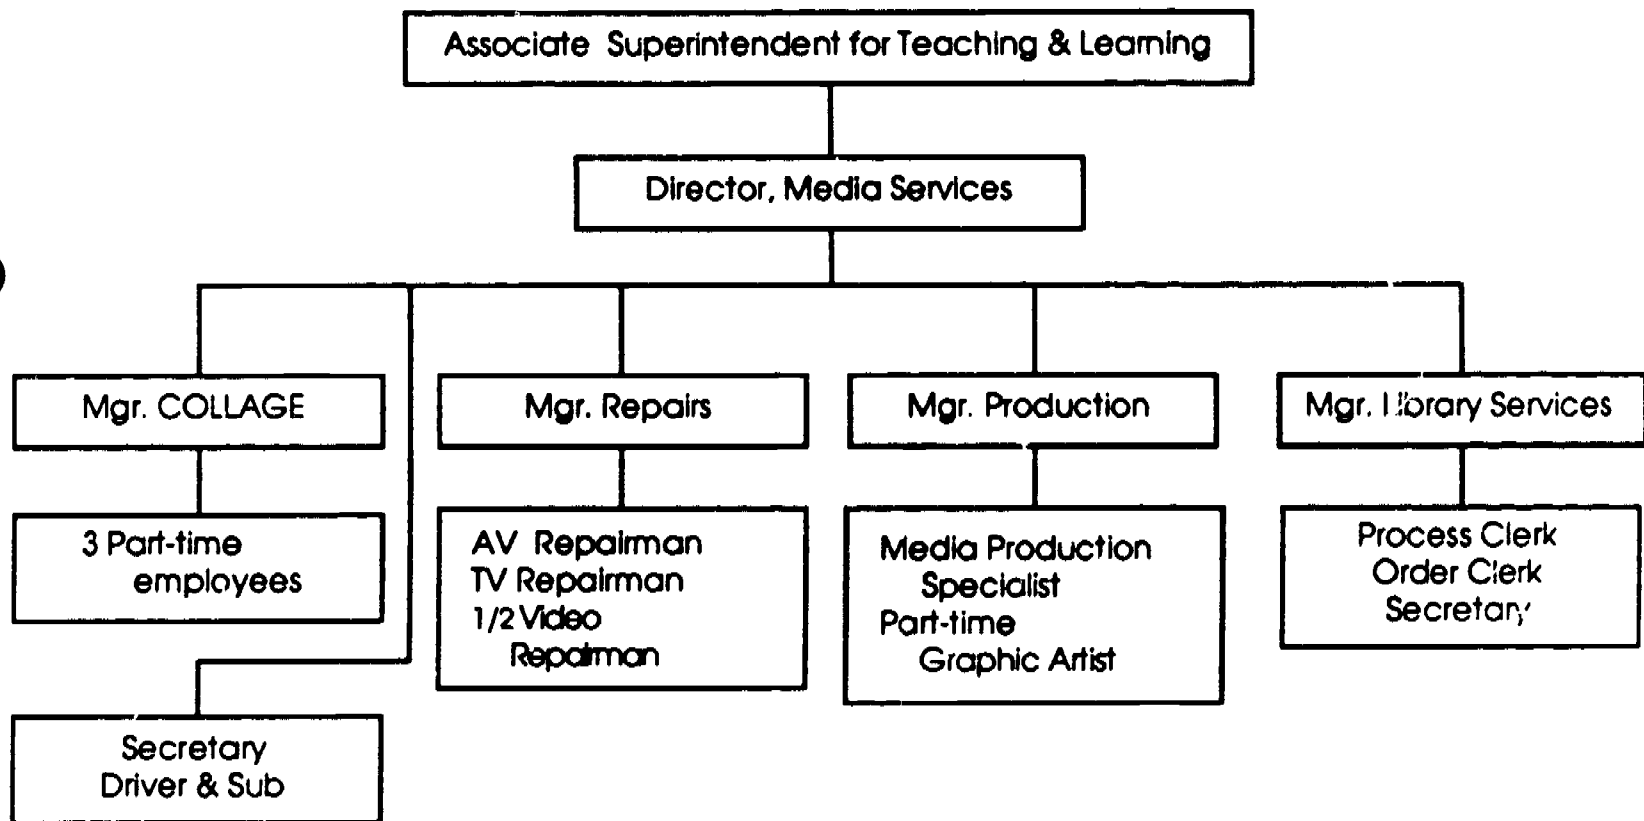 Associate Superintendent for Teaching & Learning
Director, Media Services
Mgr. COLLAGE
Mgr. Repairs
Mgr. Production
Mgr. Library Services
3 Part-time
employees
AV Repairman
TV Repairman
1/2 Video
Repairman
Media Production
Specialist
Part-time
Graphic Artist
Process Clerk
Order Clerk
Secretary
Secretary
Driver & Sub